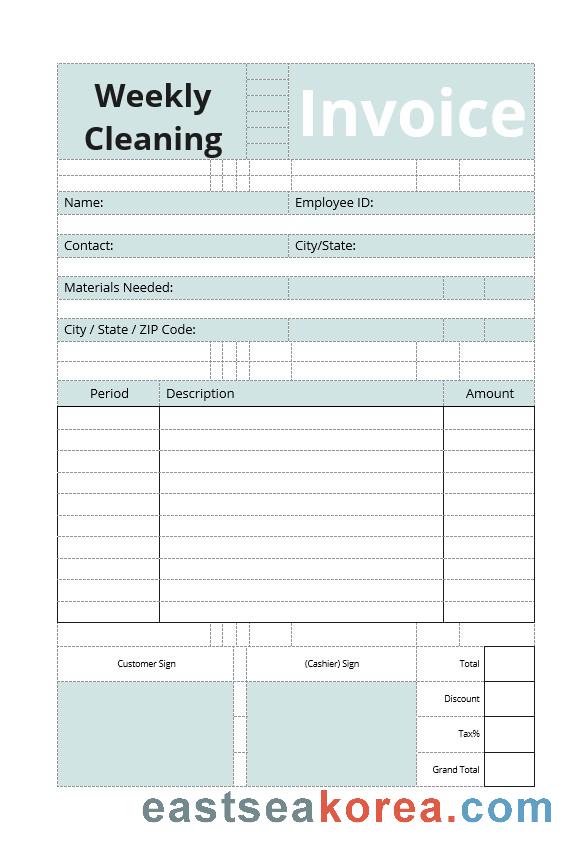 Weekly
Cleaning
Invoice
Name: Employee ID:
Contact: City/State:
Materials Needed:
City / State / ZIP Code:
Period Description Amount
Customer Sign (Cashier) Sign Total
Discount
Tax%
Grand Total
eastseakorea.com